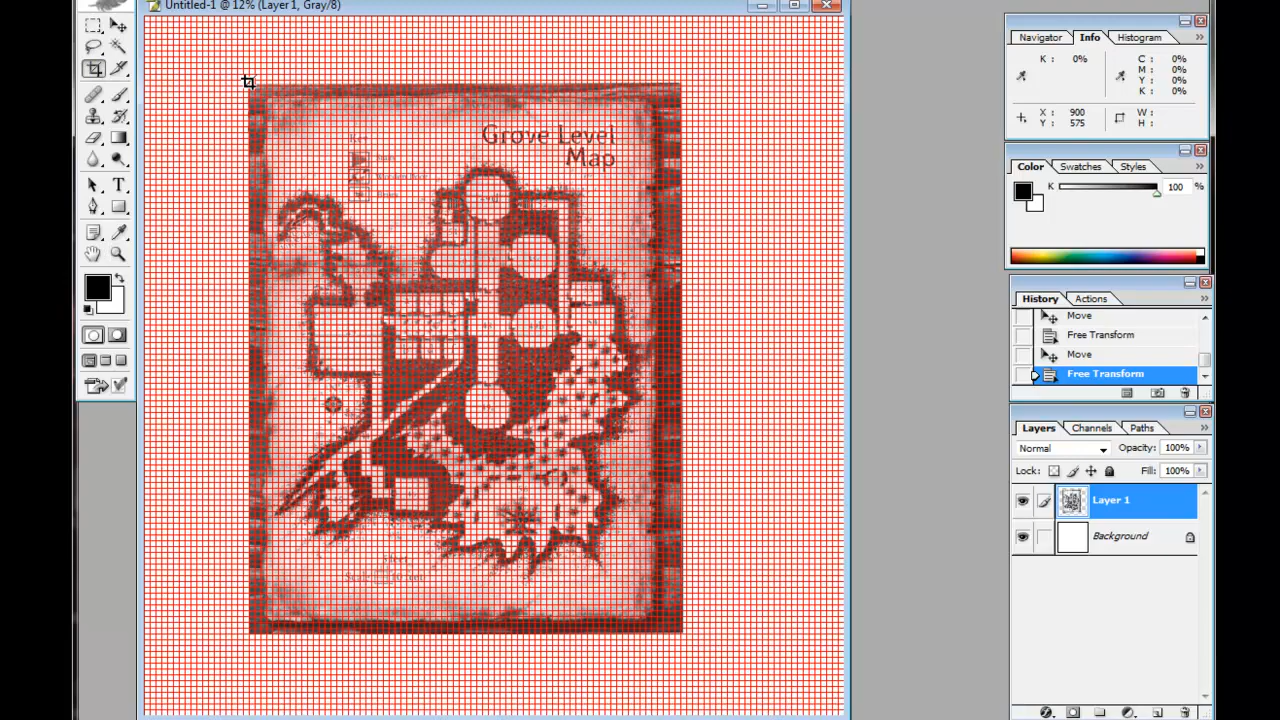 Untitled-1 @ 12% (Layer 1, Gray/8)
Navigator Info Histogram
K : 0%
C : 0%
M : 0%
Y : 0%
K : 0%
X : 900
Y : 575
W :
H :
Color Swatches Styles
K 100 %
History Actions
Move
Free Transform
Move
Free Transform
Layers Channels Paths
Normal Opacity: 100%
Lock: Fill: 100%
Layer 1
Background
Grove Level
Map
Key